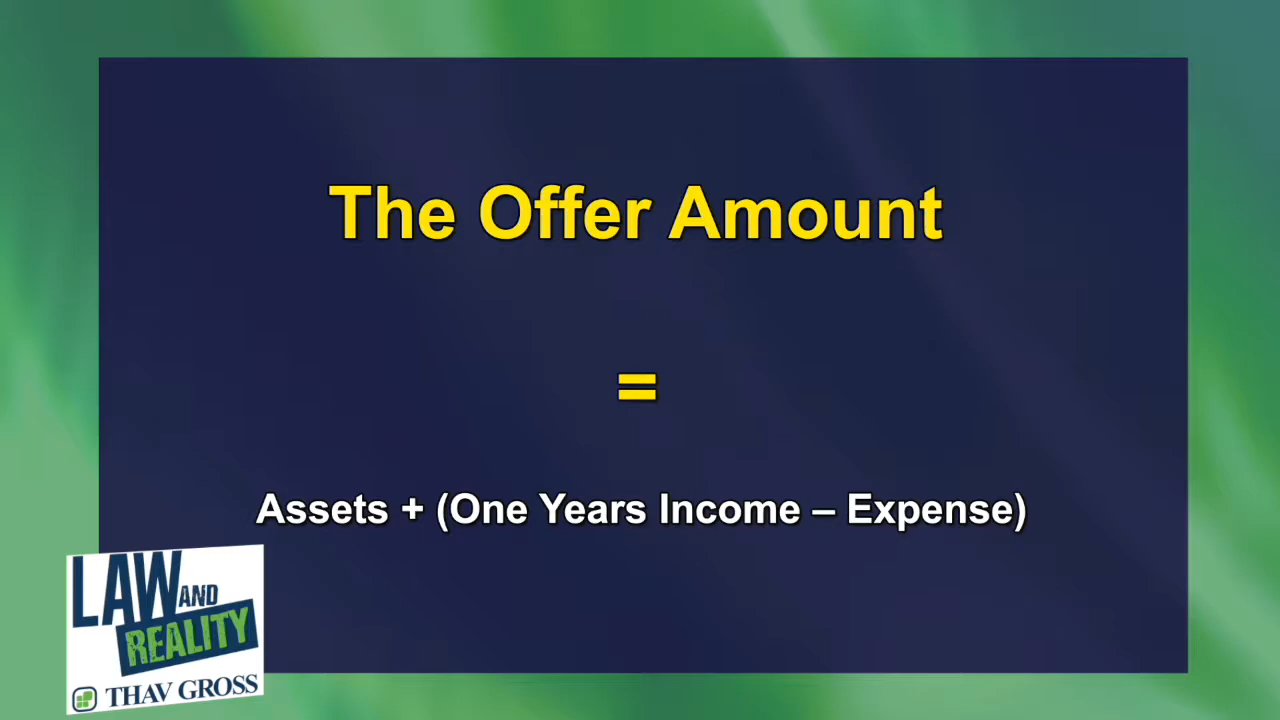 The Offer Amount
=
Assets + (One Years Income – Expense)
LAW AND
REALITY
THAV GROSS